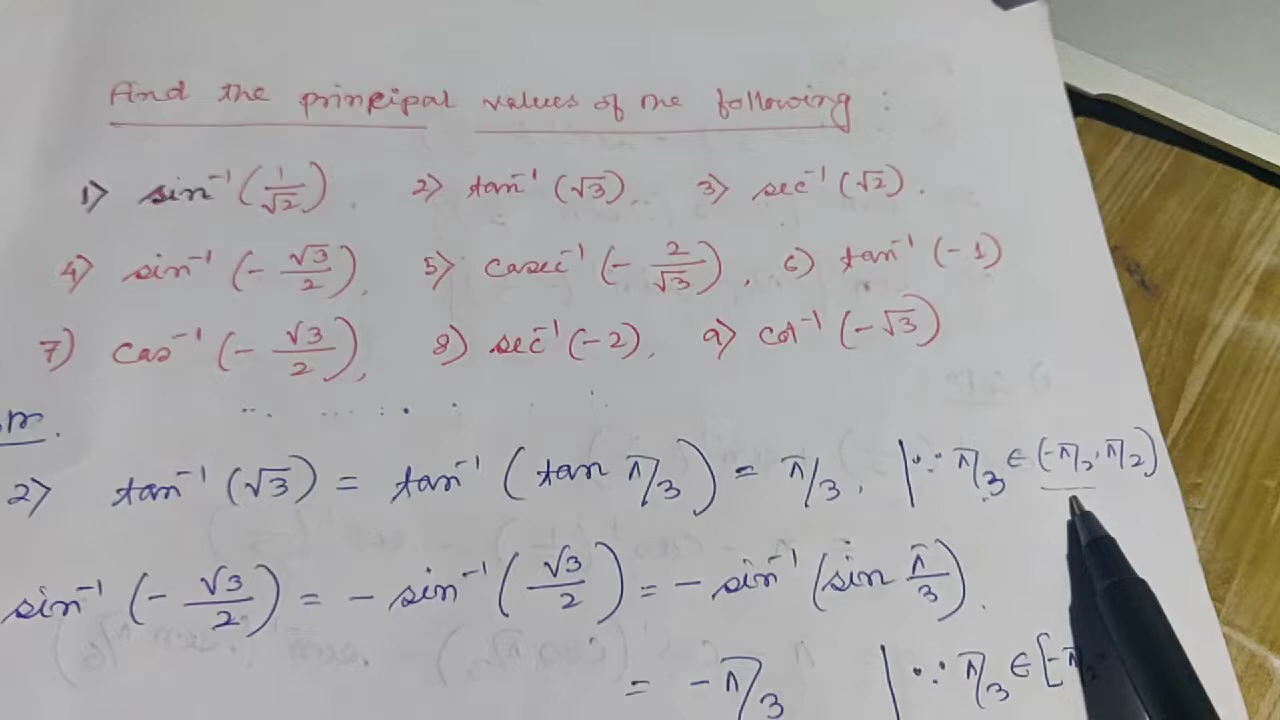 Find the principal values of the following :
1) sin⁻¹ (1/√2) 2) tan⁻¹ (√3). 3) sec⁻¹ (√2).
4) sin⁻¹ (- √3/2). 5) cosec⁻¹ (- 2/√3), 6) tan⁻¹ (-1)
7) cos⁻¹ (- √3/2), 8) sec⁻¹ (-2), 9) cot⁻¹ (-√3)
2) tan⁻¹ (√3) = tan⁻¹ (tan π/3) = π/3. | ∵ π/3 ∈ (-π/2, π/2)
sin⁻¹ (- √3/2) = - sin⁻¹ (√3/2) = - sin⁻¹ (sin π/3).
= - π/3 | ∵ π/3 ∈ [-π